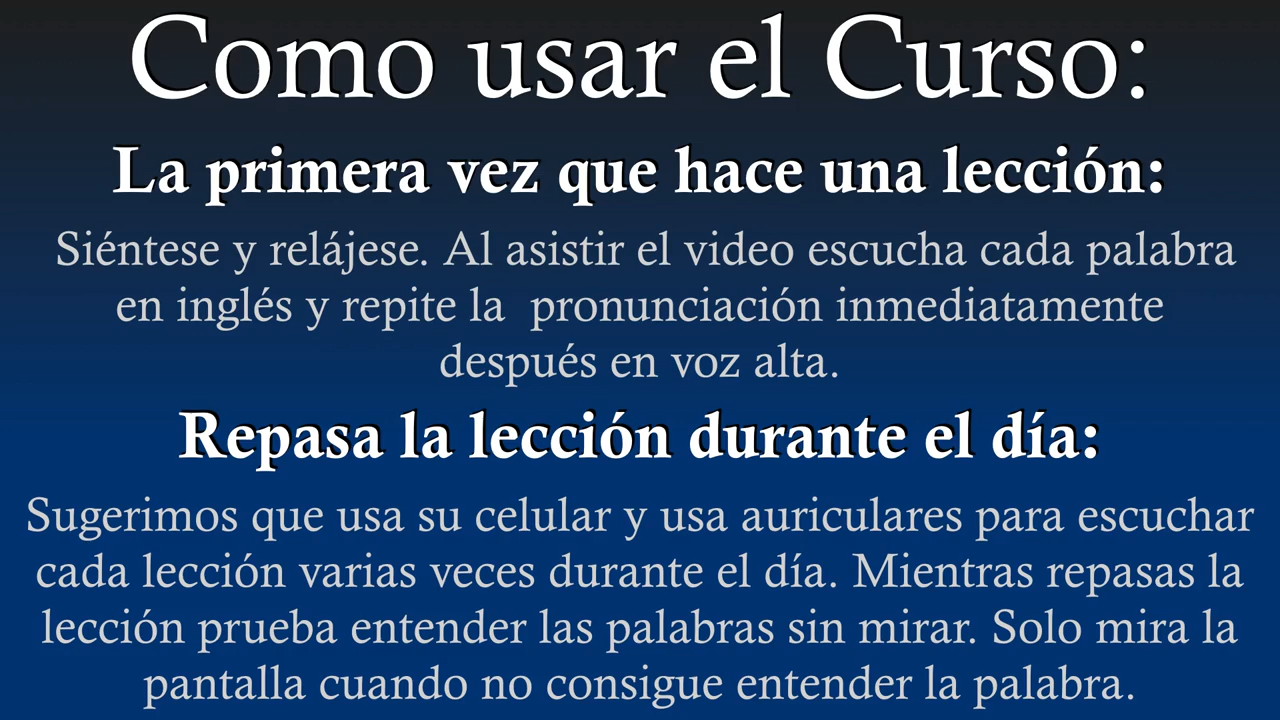 Como usar el Curso:
La primera vez que hace una lección:
Siéntese y relájese. Al asistir el video escucha cada palabra
en inglés y repite la  pronunciación inmediatamente
después en voz alta.
Repasa la lección durante el día:
Sugerimos que usa su celular y usa auriculares para escuchar
cada lección varias veces durante el día. Mientras repasas la
lección prueba entender las palabras sin mirar. Solo mira la
pantalla cuando no consigue entender la palabra.